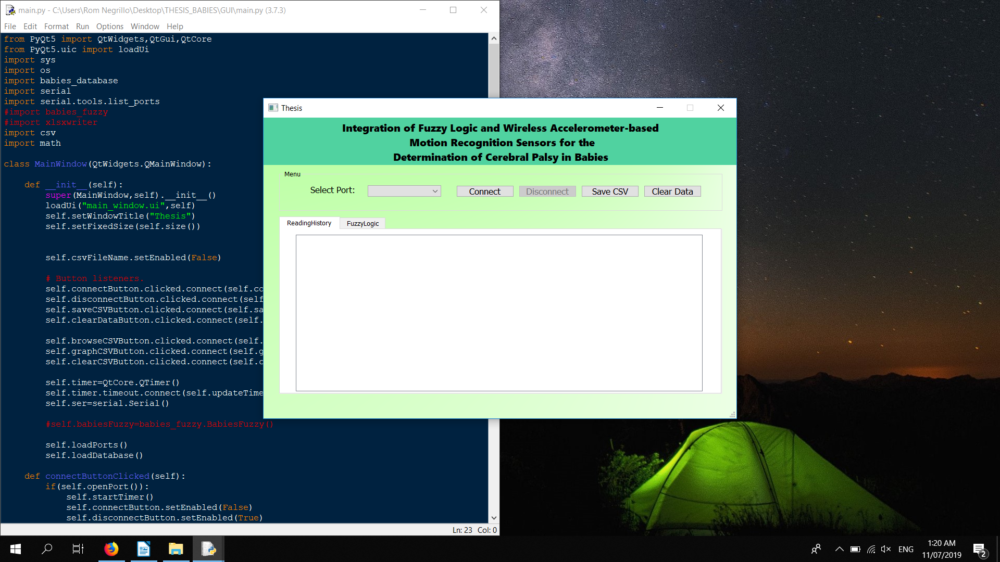 main.py - C:\Users\Rom Negrillo\Desktop\THESIS_BABIES\GUI\main.py (3.7.3)
File Edit Format Run Options Window Help
from PyQt5 import QtWidgets,QtGui,QtCore
from PyQt5.uic import loadUi
import sys
import os
import babies_database
import serial
import serial.tools.list_ports
#import babies_fuzzy
#import xlsxwriter
import csv
import math
class MainWindow(QtWidgets.QMainWindow):
def __init__(self):
super(MainWindow,self).__init__()
loadUi("main_window.ui",self)
self.setWindowTitle("Thesis")
self.setFixedSize(self.size())
self.csvFileName.setEnabled(False)
# Button listeners.
self.connectButton.clicked.connect(self.co
self.disconnectButton.clicked.connect(self
self.saveCSVButton.clicked.connect(self.sa
self.clearDataButton.clicked.connect(self.
self.browseCSVButton.clicked.connect(self.
self.graphCSVButton.clicked.connect(self.g
self.clearCSVButton.clicked.connect(self.c
self.timer=QtCore.QTimer()
self.timer.timeout.connect(self.updateTime
self.ser=serial.Serial()
#self.babiesFuzzy=babies_fuzzy.BabiesFuzzy()
self.loadPorts()
self.loadDatabase()
def connectButtonClicked(self):
if(self.openPort()):
self.startTimer()
self.connectButton.setEnabled(False)
self.disconnectButton.setEnabled(True)
Ln: 23 Col: 0
Thesis
Integration of Fuzzy Logic and Wireless Accelerometer-based
Motion Recognition Sensors for the
Determination of Cerebral Palsy in Babies
Menu
Select Port: Connect Disconnect Save CSV Clear Data
ReadingHistory FuzzyLogic
ENG
1:20 AM
11/07/2019
2